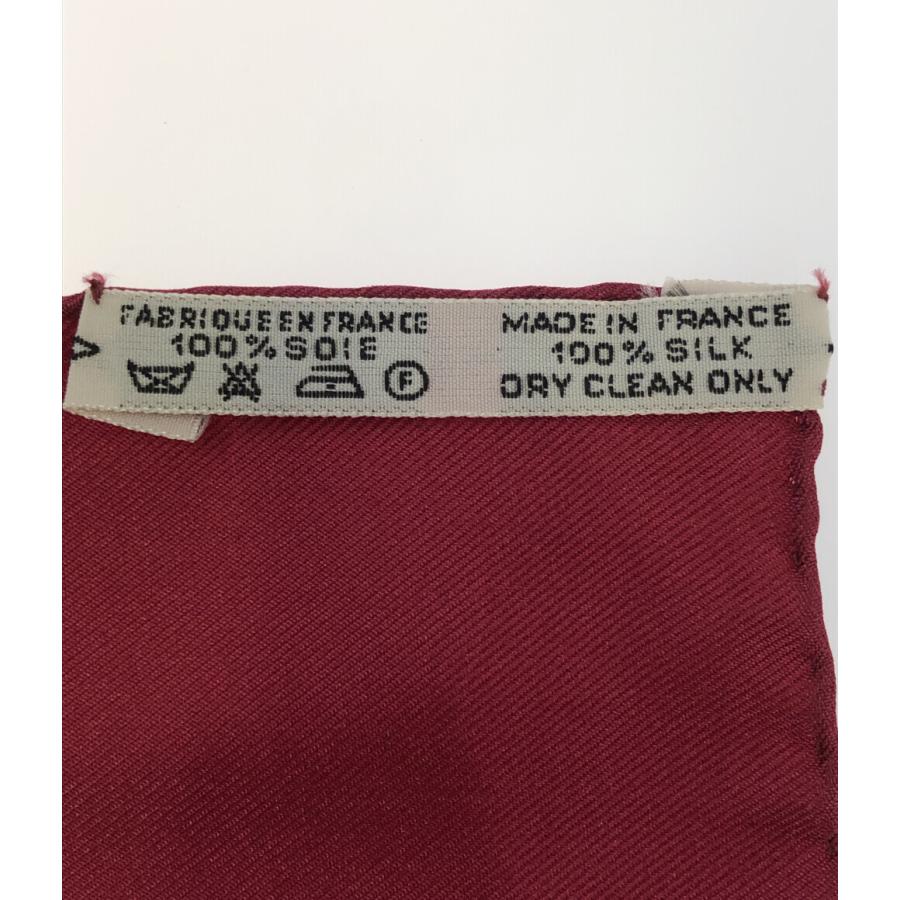 FABRIQUE EN FRANCE
100% SOIE
F
MADE IN FRANCE
100% SILK
DRY CLEAN ONLY